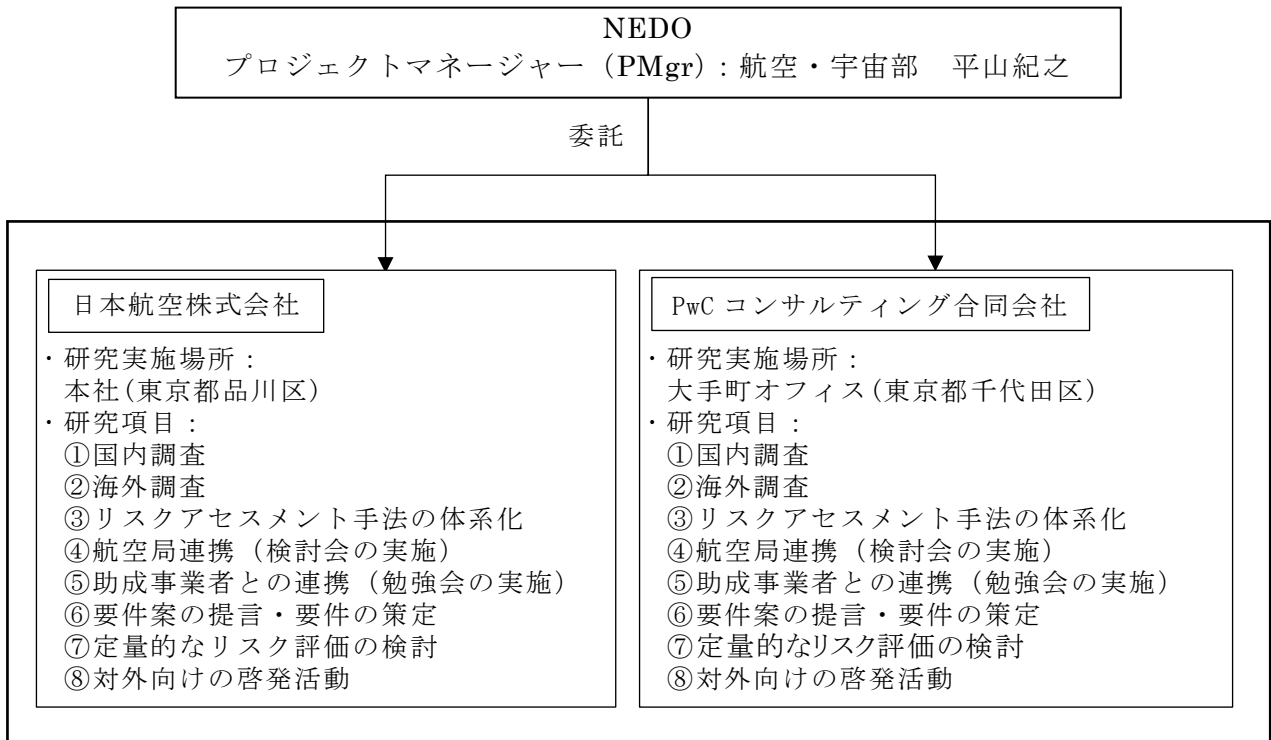 NEDO
プロジェクトマネージャー（PMgr）：航空・宇宙部　平山紀之
委託
日本航空株式会社
・研究実施場所：
本社(東京都品川区)
・研究項目：
①国内調査
②海外調査
③リスクアセスメント手法の体系化
④航空局連携（検討会の実施）
⑤助成事業者との連携（勉強会の実施）
⑥要件案の提言・要件の策定
⑦定量的なリスク評価の検討
⑧対外向けの啓発活動
PwC コンサルティング合同会社
・研究実施場所：
大手町オフィス(東京都千代田区)
・研究項目：
①国内調査
②海外調査
③リスクアセスメント手法の体系化
④航空局連携（検討会の実施）
⑤助成事業者との連携（勉強会の実施）
⑥要件案の提言・要件の策定
⑦定量的なリスク評価の検討
⑧対外向けの啓発活動